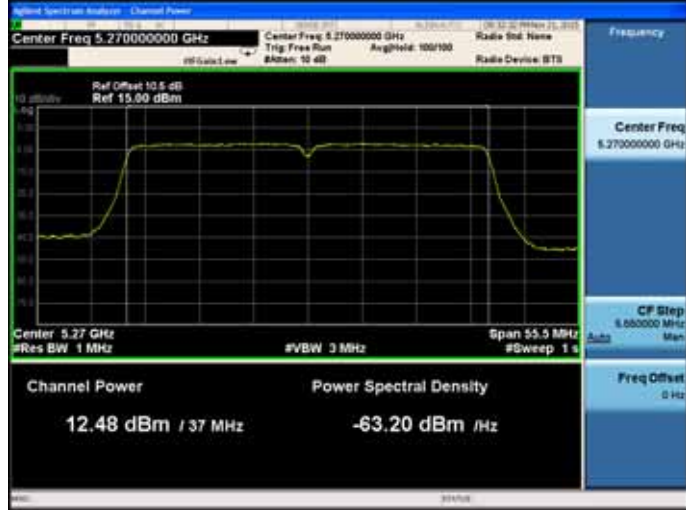 Agilent Spectrum Analyzer - Channel Power
Center Freq 5.270000000 GHz
#IFGain:Low
Center Freq: 5.270000000 GHz
Trig: Free Run
Avg|Hold: 100/100
#Atten: 10 dB
Radio Std: None
Radio Device: BTS
Ref Offset 10.5 dB
10 dB/div
Ref 15.00 dBm
Log
Center 5.27 GHz
Span 55.5 MHz
#Res BW 1 MHz
#VBW 3 MHz
#Sweep 1 s
Channel Power
Power Spectral Density
12.48 dBm / 37 MHz
-63.20 dBm /Hz
MSG
STATUS
Frequency
Center Freq
5.270000000 GHz
CF Step
5.550000 MHz
Auto Man
Freq Offset
0 Hz